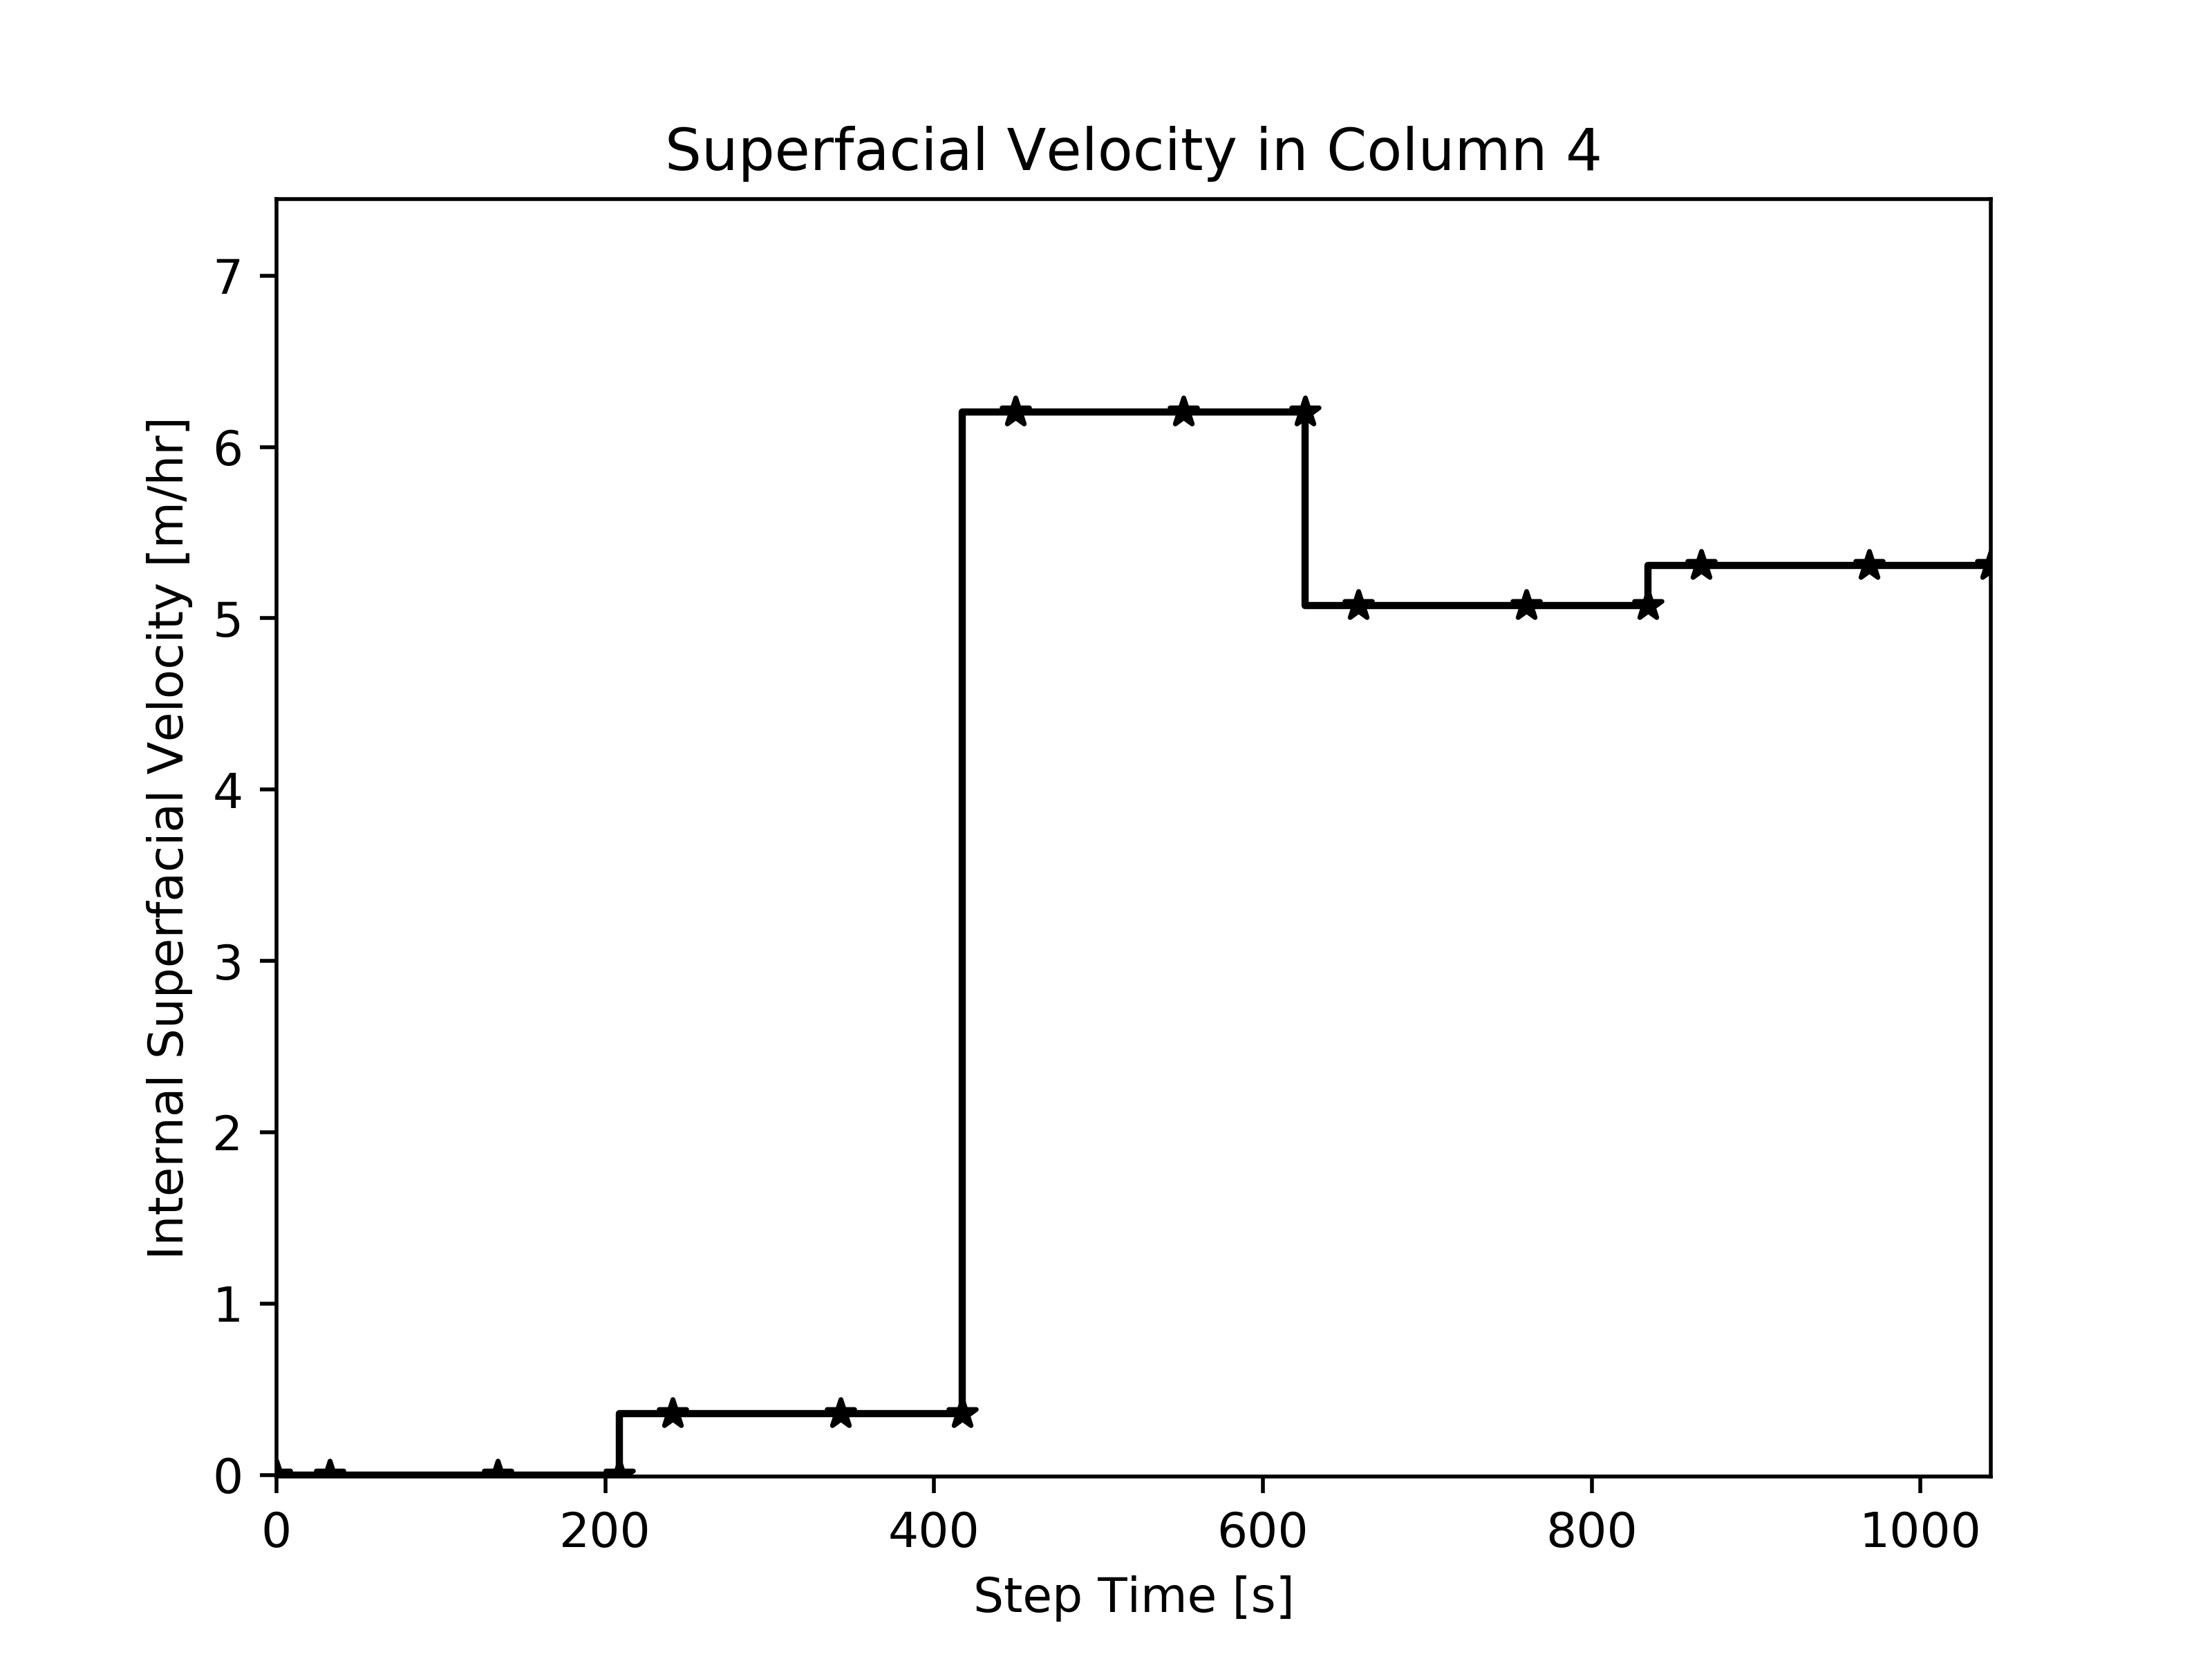 Superfacial Velocity in Column 4
Internal Superfacial Velocity [m/hr]
7
6
5
4
3
2
1
0
0 200 400 600 800 1000
Step Time [s]